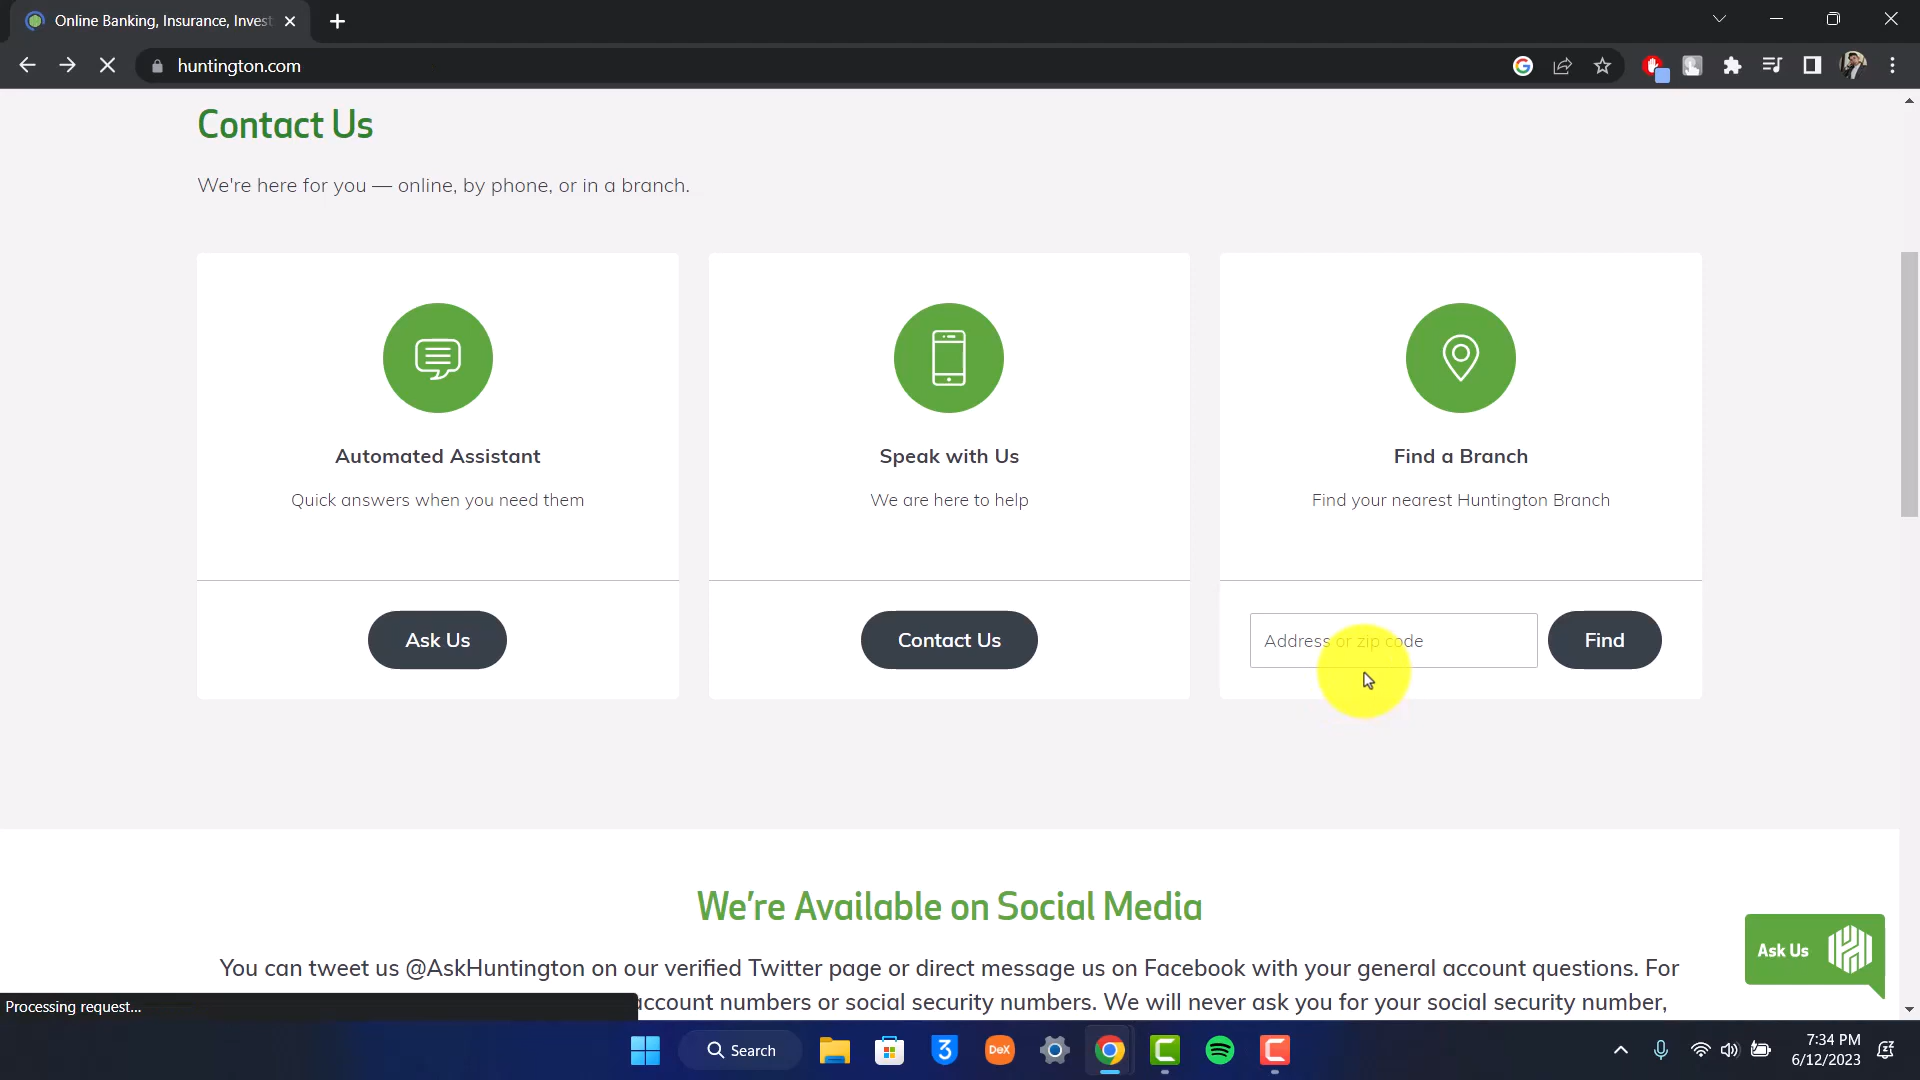 Online Banking, Insurance, Invest
huntington.com
Contact Us
We're here for you — online, by phone, or in a branch.
Automated Assistant
Quick answers when you need them
Ask Us
Speak with Us
We are here to help
Contact Us
Find a Branch
Find your nearest Huntington Branch
Address or zip code
Find
We're Available on Social Media
You can tweet us @AskHuntington on our verified Twitter page or direct message us on Facebook with your general account questions. For
account numbers or social security numbers. We will never ask you for your social security number,
Ask Us
Processing request...
Search
3
DeX
7:34 PM
6/12/2023